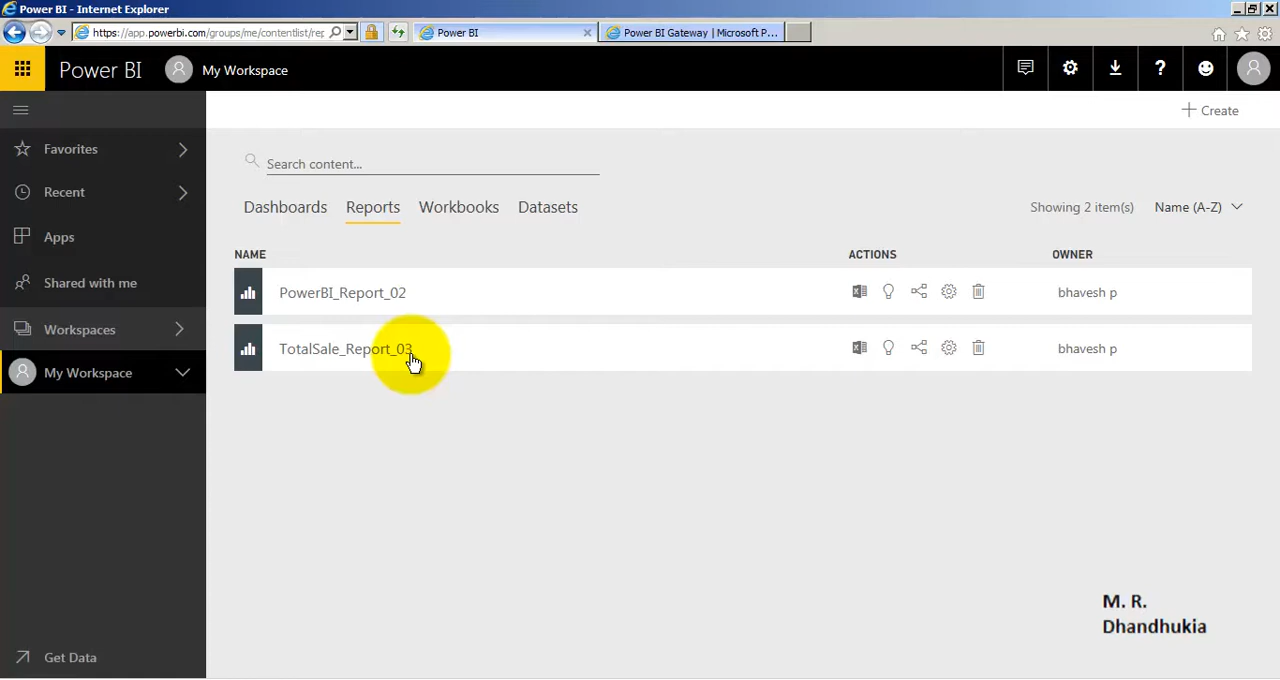 Power BI - Internet Explorer
https://app.powerbi.com/groups/me/contentlist/rep
Power BI
Power BI Gateway | Microsoft P...
Power BI
My Workspace
Create
Favorites
Recent
Apps
Shared with me
Workspaces
My Workspace
Get Data
Search content...
Dashboards Reports Workbooks Datasets
Showing 2 item(s) Name (A-Z)
NAME ACTIONS OWNER
PowerBI_Report_02 bhavesh p
TotalSale_Report_03 bhavesh p
M. R.
Dhandhukia